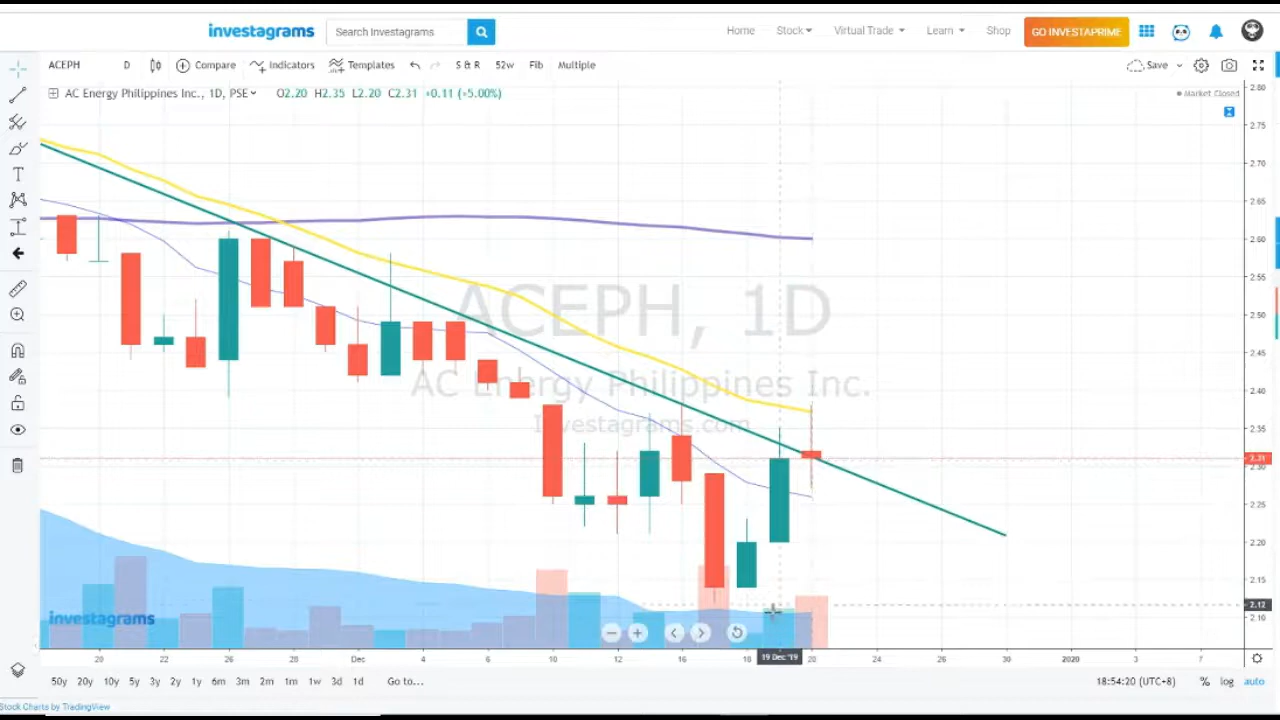 investagrams
Search Investagrams
Home
Stock
Virtual Trade
Learn
Shop
GO INVESTAPRIME
ACEPH
D
Compare
Indicators
Templates
S & R
52w
Fib
Multiple
Save
AC Energy Philippines Inc., 1D, PSE
O2.20 H2.35 L2.20 C2.31 +0.11 (+5.00%)
Market Closed
2.80
2.75
2.70
2.65
2.60
2.55
2.50
2.45
2.40
2.35
2.31
2.30
2.25
2.20
2.15
2.12
2.10
ACEPH, 1D
AC Energy Philippines Inc.
Investagrams.com
investagrams
20
22
26
28
Dec
4
6
10
12
16
18
19 Dec '19
20
24
26
30
2020
3
7
50y 20y 10y 5y 3y 2y 1y 6m 3m 2m 1m 1w 3d 1d Go to...
18:54:20 (UTC+8)
% log auto
Stock Charts by TradingView